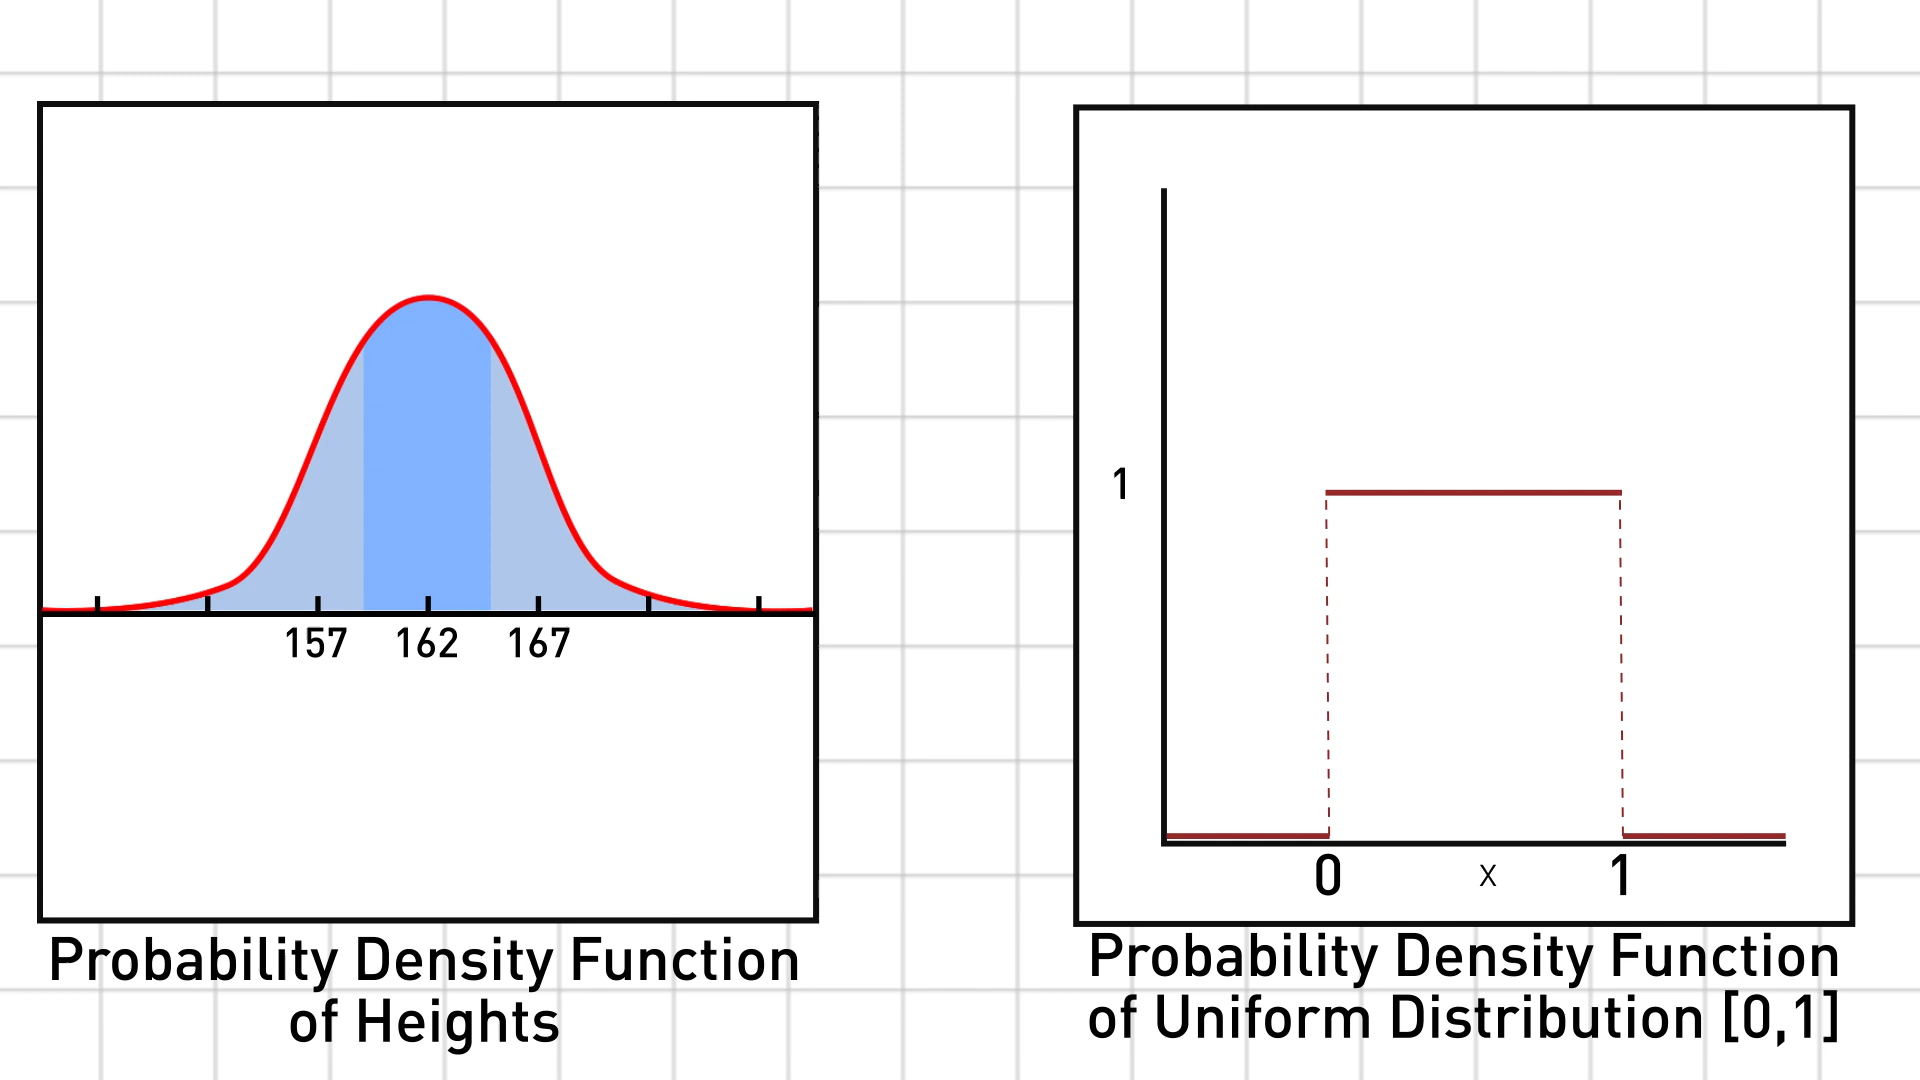 157 162 167
Probability Density Function
of Heights
1
0 x 1
Probability Density Function
of Uniform Distribution [0,1]